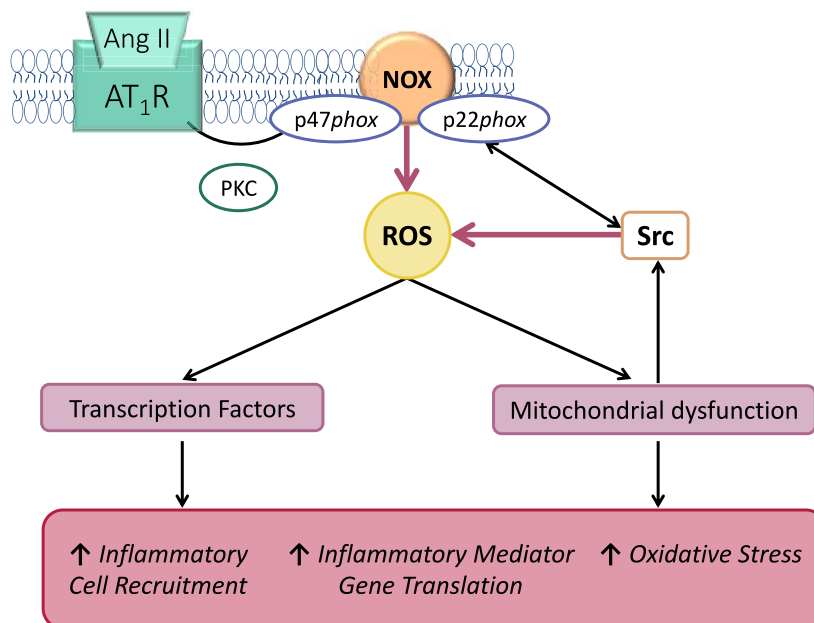 Ang II
AT₁R
NOX
p47phox
p22phox
PKC
ROS
Src
Transcription Factors
Mitochondrial dysfunction
↑ Inflammatory
Cell Recruitment
↑ Inflammatory Mediator
Gene Translation
↑ Oxidative Stress